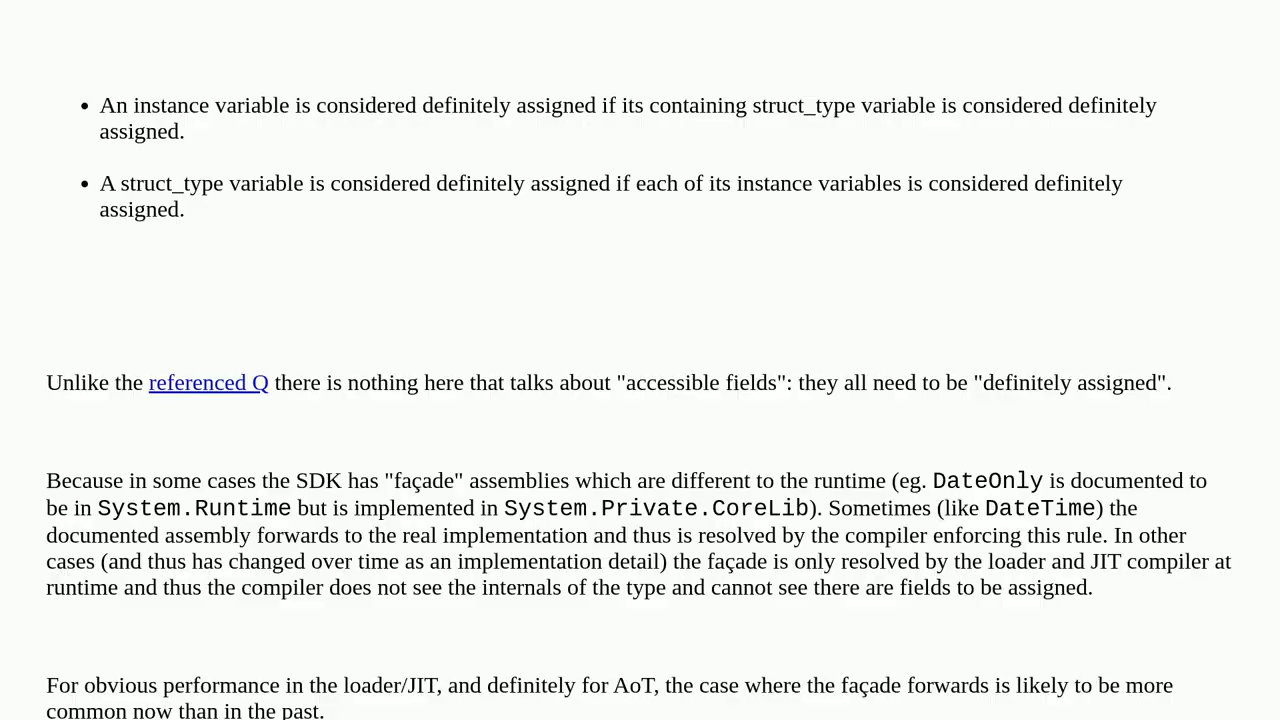 An instance variable is considered definitely assigned if its containing struct_type variable is considered definitely
assigned.
A struct_type variable is considered definitely assigned if each of its instance variables is considered definitely
assigned.
Unlike the referenced Q there is nothing here that talks about "accessible fields": they all need to be "definitely assigned".
Because in some cases the SDK has "façade" assemblies which are different to the runtime (eg. DateOnly is documented to
be in System.Runtime but is implemented in System.Private.CoreLib). Sometimes (like DateTime) the
documented assembly forwards to the real implementation and thus is resolved by the compiler enforcing this rule. In other
cases (and thus has changed over time as an implementation detail) the façade is only resolved by the loader and JIT compiler at
runtime and thus the compiler does not see the internals of the type and cannot see there are fields to be assigned.
For obvious performance in the loader/JIT, and definitely for AoT, the case where the façade forwards is likely to be more
common now than in the past.